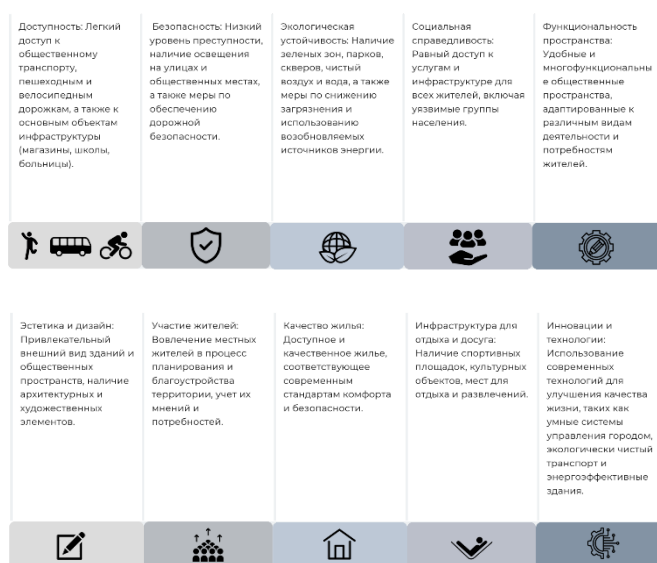 Доступность: Легкий
доступ к
общественному
транспорту,
пешеходным и
велосипедным
дорожкам, а также к
основным объектам
инфраструктуры
(магазины, школы,
больницы).
Безопасность: Низкий
уровень преступности,
наличие освещения
на улицах и
общественных местах,
а также меры по
обеспечению
дорожной
безопасности.
Экологическая
устойчивость: Наличие
зеленых зон, парков,
скверов, чистый
воздух и вода, а также
меры по снижению
загрязнения и
использованию
возобновляемых
источников энергии.
Социальная
справедливость:
Равный доступ к
услугам и
инфраструктуре для
всех жителей, включая
уязвимые группы
населения.
Функциональность
пространства:
Удобные и
многофункциональны
е общественные
пространства,
адаптированные к
различным видам
деятельности и
потребностям
жителей.
Эстетика и дизайн:
Привлекательный
внешний вид зданий и
общественных
пространств, наличие
архитектурных и
художественных
элементов.
Участие жителей:
Вовлечение местных
жителей в процесс
планирования и
благоустройства
территории, учет их
мнений и
потребностей.
Качество жилья:
Доступное и
качественное жилье,
соответствующее
современным
стандартам комфорта
и безопасности.
Инфраструктура для
отдыха и досуга:
Наличие спортивных
площадок, культурных
объектов, мест для
отдыха и развлечений.
Инновации и
технологии:
Использование
современных
технологий для
улучшения качества
жизни, таких как
умные системы
управления городом,
экологически чистый
транспорт и
энергоэффективные
здания.